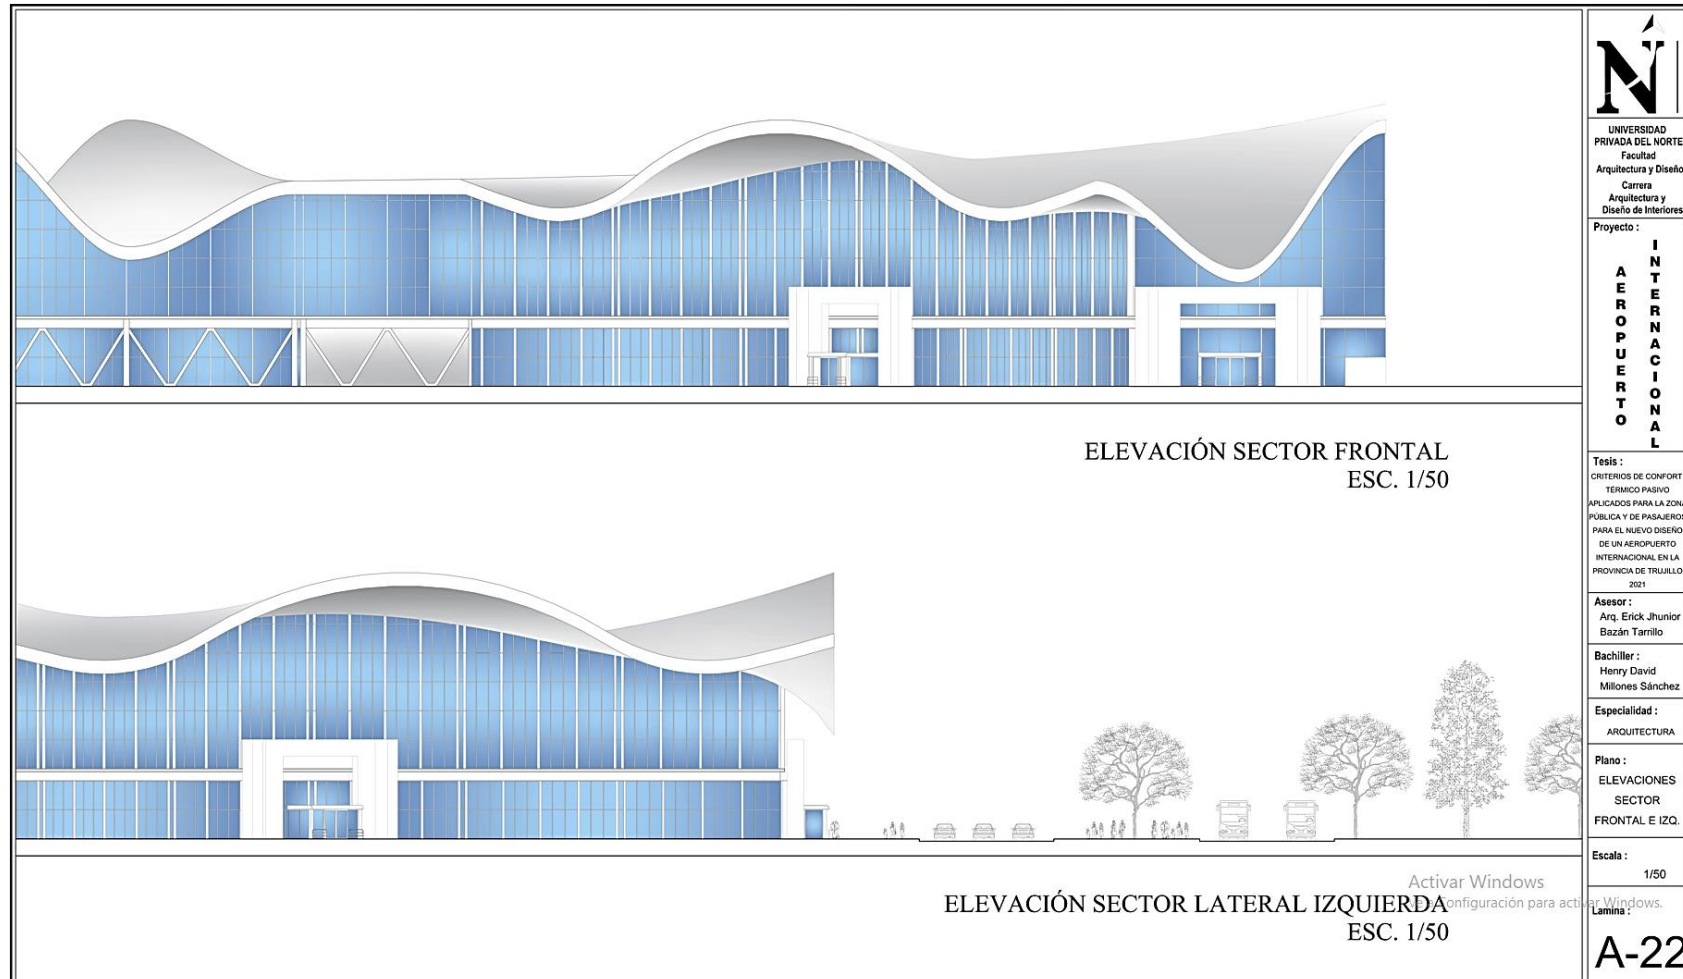 ELEVACIÓN SECTOR FRONTAL
ESC. 1/50
ELEVACIÓN SECTOR LATERAL IZQUIERDA
ESC. 1/50
Activar Windows
Configuración para activar Windows.
N
UNIVERSIDAD
PRIVADA DEL NORTE
Facultad
Arquitectura y Diseño
Carrera
Arquitectura y
Diseño de Interiores
Proyecto :
AEROPUERTO
INTERNACIONAL
Tesis :
CRITERIOS DE CONFORT
TÉRMICO PASIVO
APLICADOS PARA LA ZONA
PÚBLICA Y DE PASAJEROS
PARA EL NUEVO DISEÑO
DE UN AEROPUERTO
INTERNACIONAL EN LA
PROVINCIA DE TRUJILLO
2021
Asesor :
Arq. Erick Jhunior
Bazán Tarrillo
Bachiller :
Henry David
Millones Sánchez
Especialidad :
ARQUITECTURA
Plano :
ELEVACIONES
SECTOR
FRONTAL E IZQ.
Escala :
1/50
Lamina :
A-22